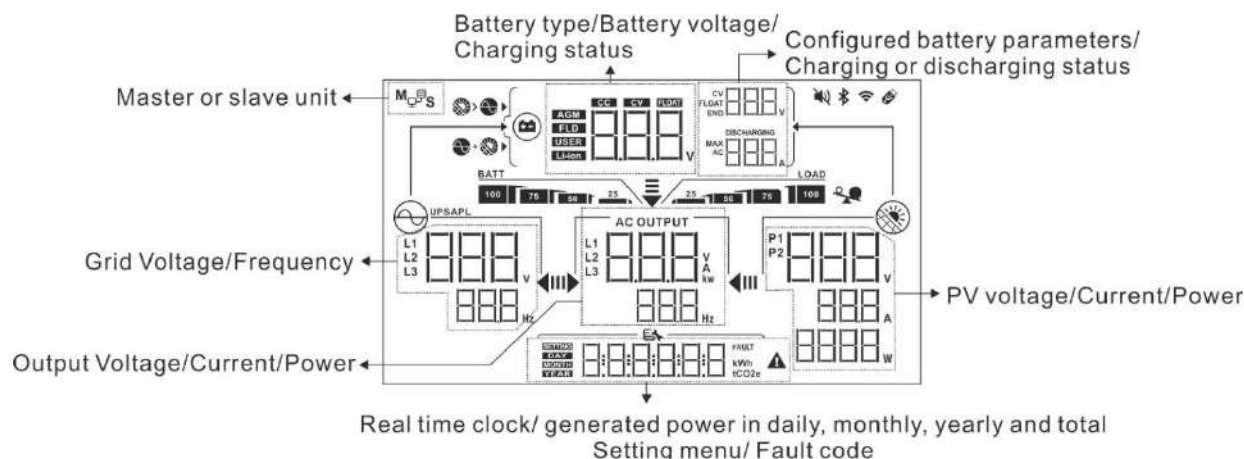 Battery type/Battery voltage/
Charging status
Configured battery parameters/
Charging or discharging status
Master or slave unit
M S
CC CV FLOAT
AGM
FLD
USER
Li-ion
V
CV
FLOAT
END
V
DISCHARGING
MAX
AC
A
BATT
LOAD
100 75 50 25
25 50 75 100
UPSAPL
AC OUTPUT
L1
L2
L3
V
Hz
L1
L2
L3
V
A
kw
Hz
P1
P2
V
A
W
Grid Voltage/Frequency
PV voltage/Current/Power
Output Voltage/Current/Power
SETTING
DAY
MONTH
YEAR
FAULT
kWh
tCO2e
Real time clock/ generated power in daily, monthly, yearly and total
Setting menu/ Fault code